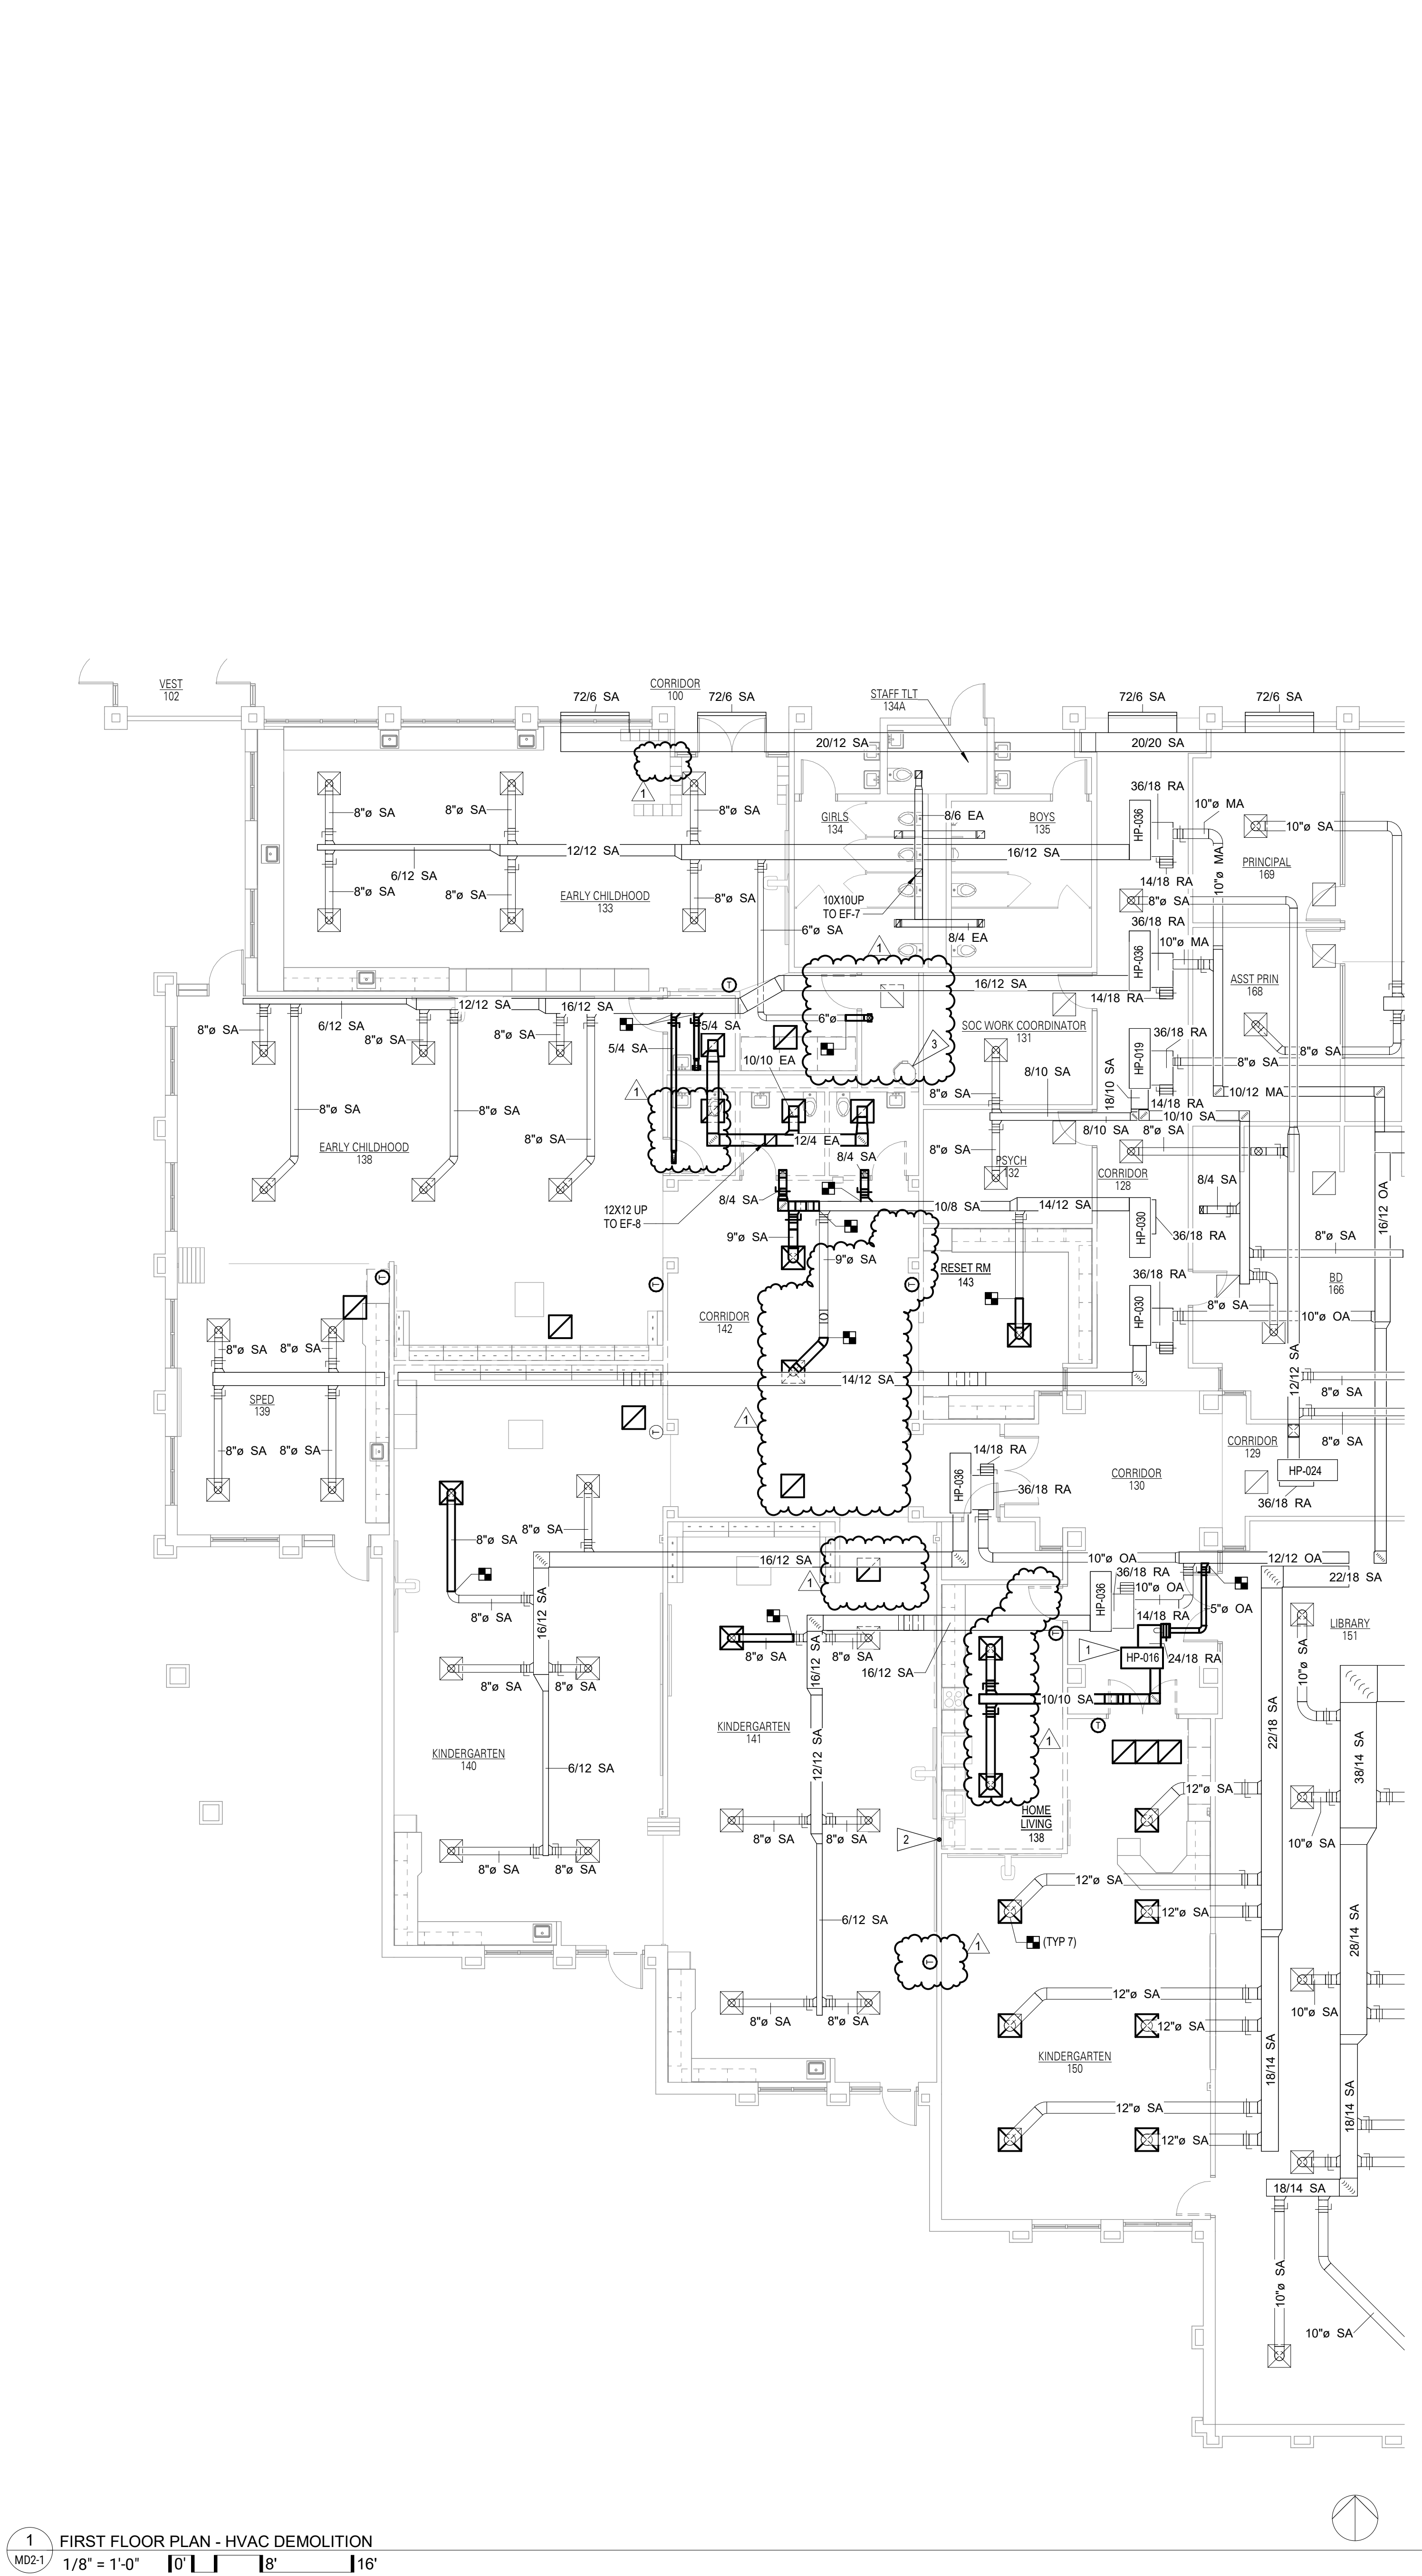 VEST
102
CORRIDOR
100
72/6 SA
72/6 SA
STAFF TLT
134A
72/6 SA
72/6 SA
20/12 SA
20/20 SA
1
36/18 RA
10"ø MA
8"ø SA
8"ø SA
8"ø SA
GIRLS
134
8/6 EA
BOYS
135
HP-036
10"ø SA
12/12 SA
16/12 SA
10"ø MA
PRINCIPAL
169
6/12 SA
14/18 RA
8"ø SA
8"ø SA
8"ø SA
EARLY CHILDHOOD
133
10X10UP
TO EF-7
8"ø SA
36/18 RA
6"ø SA
8/4 EA
1
HP-036
10"ø MA
16/12 SA
14/18 RA
ASST PRIN
168
12/12 SA
16/12 SA
6/12 SA
8"ø SA
8"ø SA
8"ø SA
5/4 SA
6"ø
SOC WORK COORDINATOR
131
36/18 RA
5/4 SA
3
HP-019
8"ø SA
8"ø SA
10/10 EA
8/10 SA
18/10 SA
1
8"ø SA
10/12 MA
14/18 RA
8"ø SA
8"ø SA
10/10 SA
8/10 SA
8"ø SA
EARLY CHILDHOOD
138
8"ø SA
12/4 EA
8/4 SA
8"ø SA
PSYCH
132
CORRIDOR
128
8/4 SA
12X12 UP
TO EF-8
8/4 SA
10/8 SA
14/12 SA
HP-030
16/12 OA
9"ø SA
36/18 RA
8"ø SA
9"ø SA
RESET RM
143
36/18 RA
BD
166
CORRIDOR
142
HP-030
8"ø SA
10"ø OA
8"ø SA
8"ø SA
12/12 SA
14/12 SA
8"ø SA
SPED
139
1
8"ø SA
8"ø SA
CORRIDOR
129
8"ø SA
14/18 RA
HP-036
CORRIDOR
130
HP-024
36/18 RA
36/18 RA
8"ø SA
8"ø SA
16/12 SA
10"ø OA
12/12 OA
1
36/18 RA
22/18 SA
10"ø OA
HP-036
8"ø SA
16/12 SA
14/18 RA
5"ø OA
LIBRARY
151
8"ø SA
8"ø SA
16/12 SA
16/12 SA
1
HP-016
24/18 RA
10"ø SA
8"ø SA
8"ø SA
10/10 SA
KINDERGARTEN
141
22/18 SA
1
KINDERGARTEN
140
12/12 SA
38/14 SA
6/12 SA
12"ø SA
HOME
LIVING
138
8"ø SA
8"ø SA
2
10"ø SA
8"ø SA
8"ø SA
12"ø SA
6/12 SA
12"ø SA
(TYP 7)
28/14 SA
1
12"ø SA
10"ø SA
8"ø SA
8"ø SA
12"ø SA
KINDERGARTEN
150
18/14 SA
18/14 SA
12"ø SA
12"ø SA
18/14 SA
10"ø SA
10"ø SA
1
MD2-1
FIRST FLOOR PLAN - HVAC DEMOLITION
1/8" = 1'-0"
0'
8'
16'